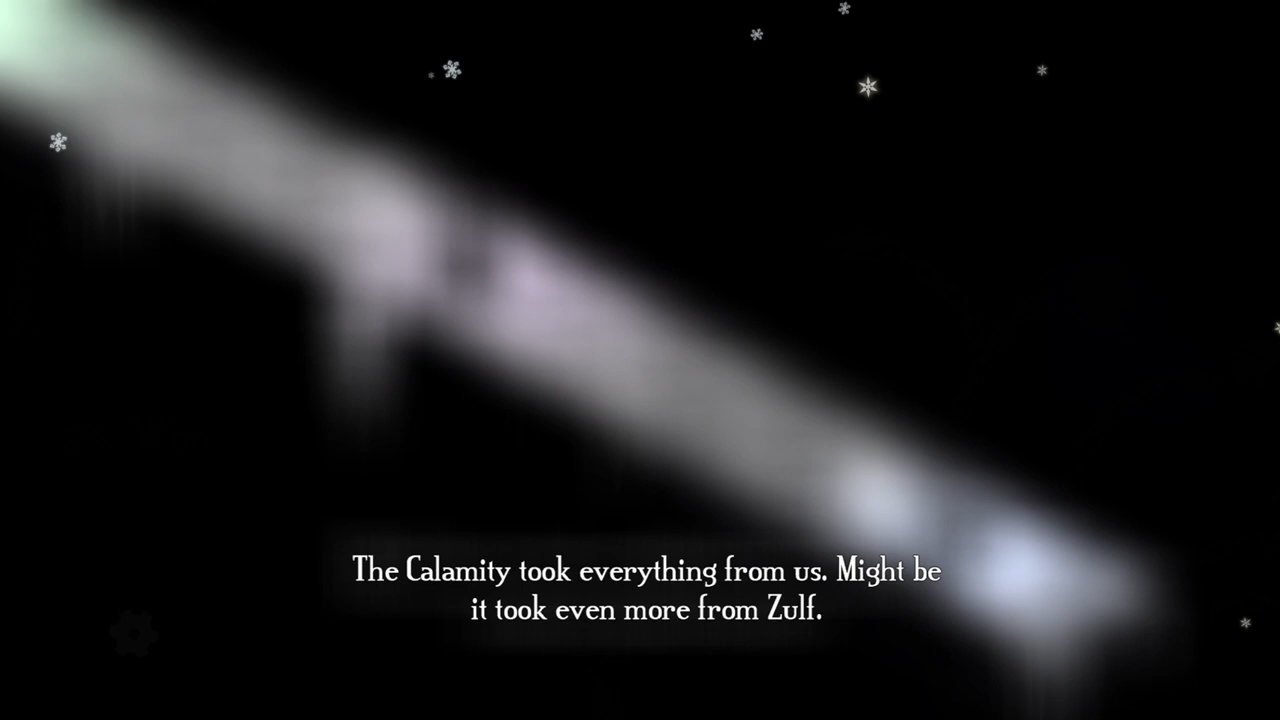 The Calamity took everything from us. Might be
it took even more from Zulf.